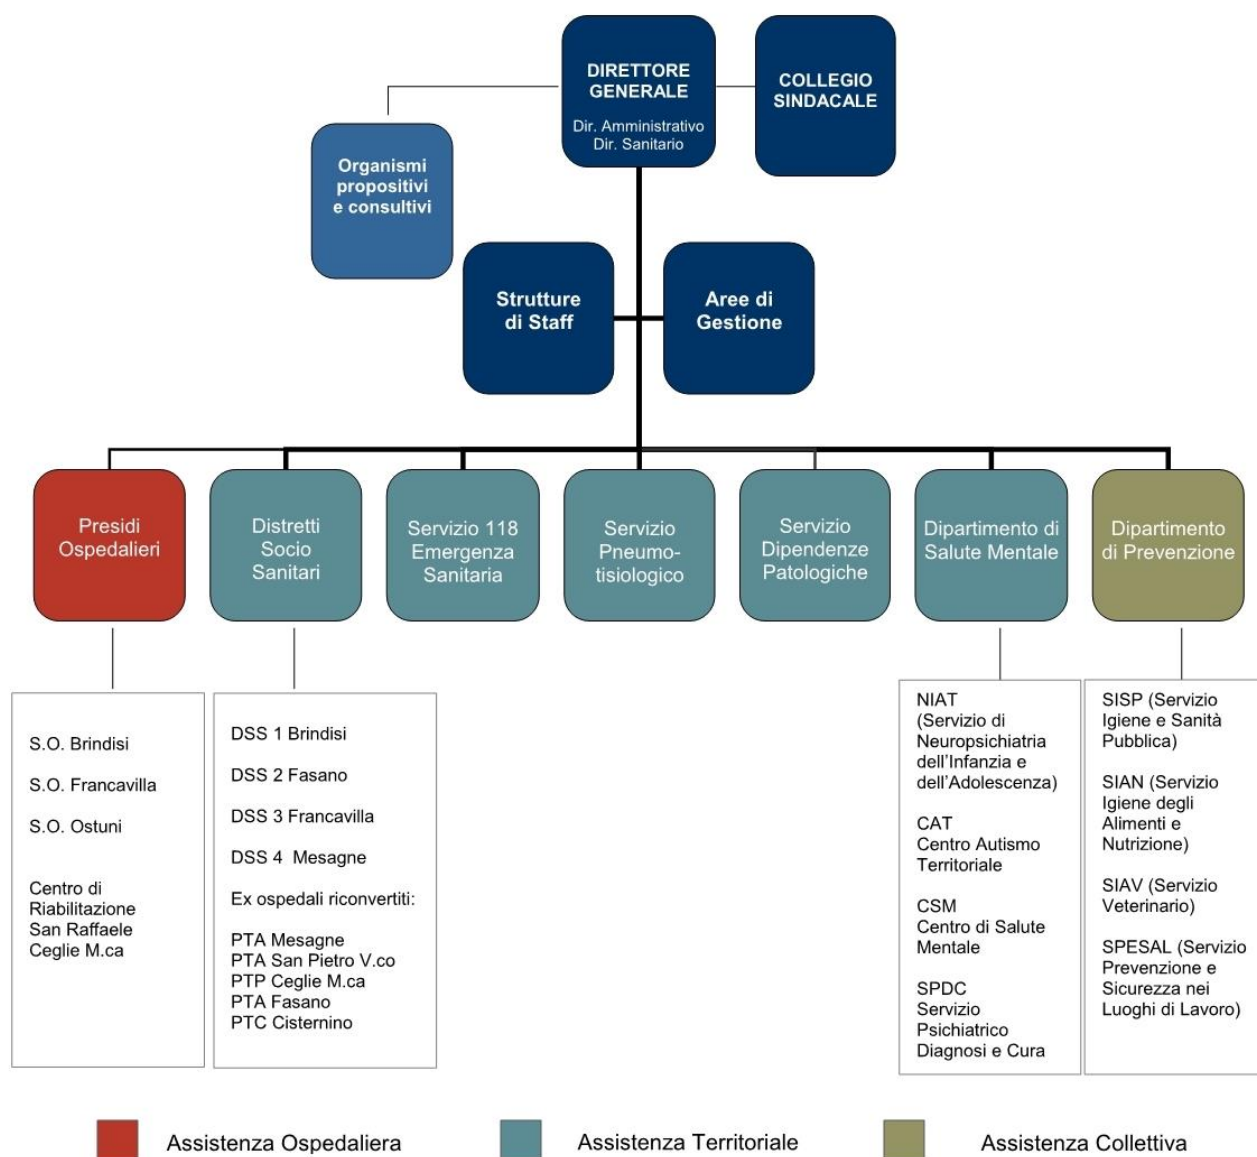 DIRETTORE
GENERALE
Dir. Amministrativo
Dir. Sanitario
COLLEGIO
SINDACALE
Organismi
propositivi
e consultivi
Strutture
di Staff
Aree di
Gestione
Presidi
Ospedalieri
Distretti
Socio
Sanitari
Servizio 118
Emergenza
Sanitaria
Servizio
Pneumo-
tisiologico
Servizio
Dipendenze
Patologiche
Dipartimento di
Salute Mentale
Dipartimento
di Prevenzione
S.O. Brindisi
S.O. Francavilla
S.O. Ostuni
Centro di
Riabilitazione
San Raffaele
Ceglie M.ca
DSS 1 Brindisi
DSS 2 Fasano
DSS 3 Francavilla
DSS 4  Mesagne
Ex ospedali riconvertiti:
PTA Mesagne
PTA San Pietro V.co
PTP Ceglie M.ca
PTA Fasano
PTC Cisternino
NIAT
(Servizio di
Neuropsichiatria
dell'Infanzia e
dell'Adolescenza)
CAT
Centro Autismo
Territoriale
CSM
Centro di Salute
Mentale
SPDC
Servizio
Psichiatrico
Diagnosi e Cura
SISP (Servizio
Igiene e Sanità
Pubblica)
SIAN (Servizio
Igiene degli
Alimenti e
Nutrizione)
SIAV (Servizio
Veterinario)
SPESAL (Servizio
Prevenzione e
Sicurezza nei
Luoghi di Lavoro)
Assistenza Ospedaliera
Assistenza Territoriale
Assistenza Collettiva